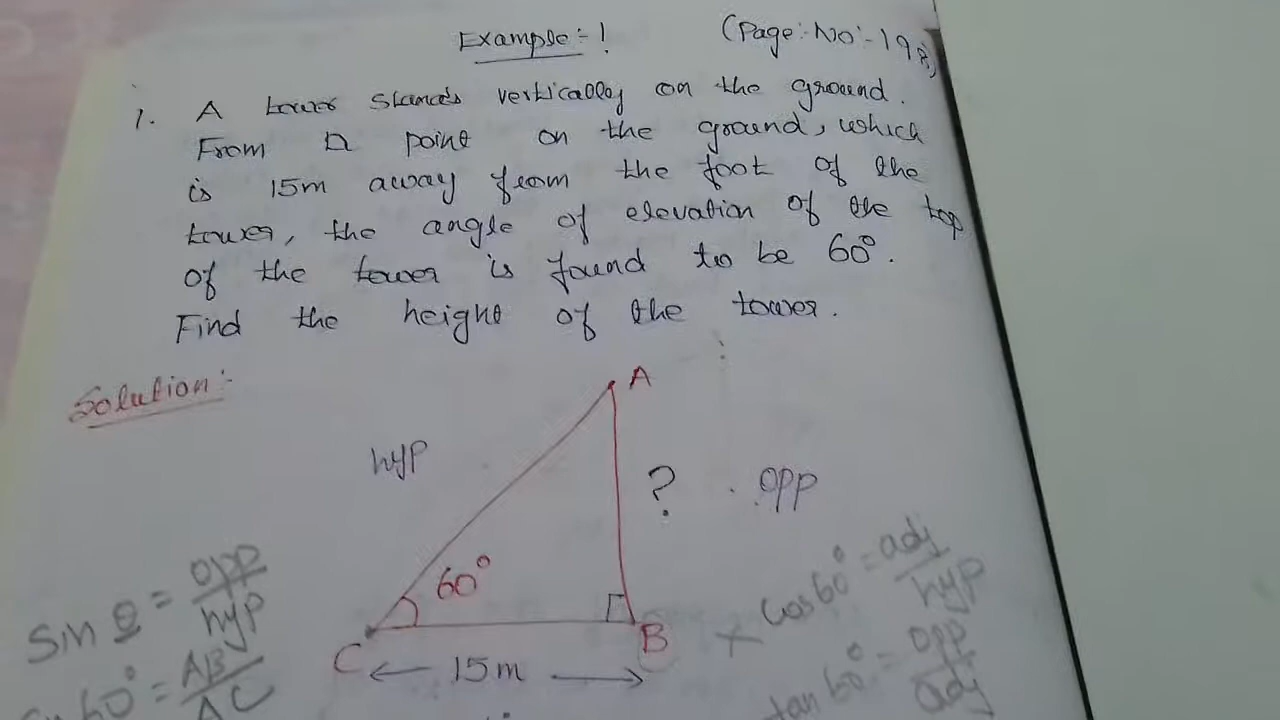 Example:- 1 (Page:No:-198)
1. A tower stands vertically on the ground.
From a point on the ground, which
is 15m away from the foot of the
tower, the angle of elevation of the top
of the tower is found to be 60°.
Find the height of the tower.
Solution:-
A
hyp
? opp
60°
C B
15m
Sin θ = opp/hyp
60° = AB/AC
× Cos60° = adj/hyp
tan 60° = opp/adj